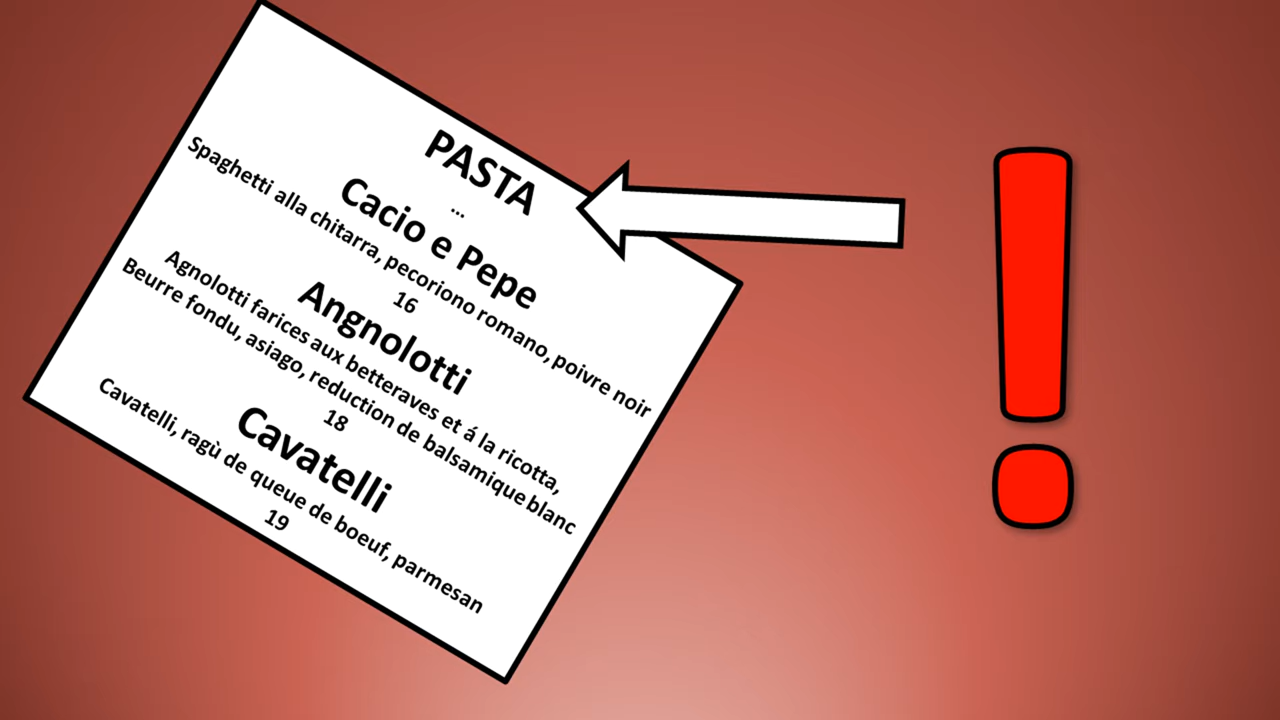 PASTA
...
Cacio e Pepe
Spaghetti alla chitarra, pecoriono romano, poivre noir
16
Angnolotti
Agnolotti farices aux betteraves et á la ricotta,
Beurre fondu, asiago, reduction de balsamique blanc
18
Cavatelli
Cavatelli, ragù de queue de boeuf, parmesan
19